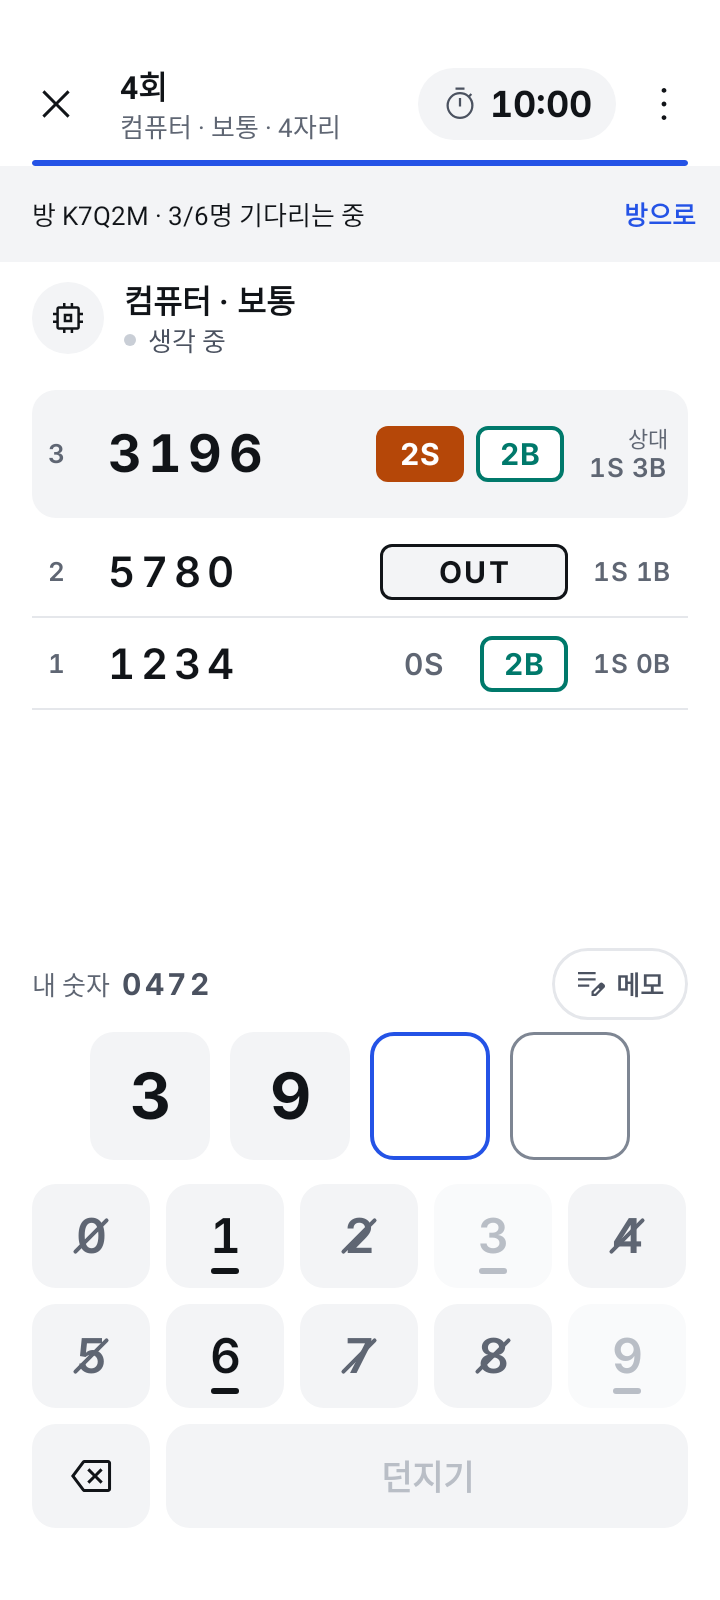 4회
컴퓨터 · 보통 · 4자리
10:00
방 K7Q2M · 3/6명 기다리는 중
방으로
컴퓨터 · 보통
생각 중
3 3196 2S 2B 상대 1S 3B
2 5780 OUT 1S 1B
1 1234 0S 2B 1S 0B
내 숫자 0472
메모
3 9
0 1 2 3 4
5 6 7 8 9
던지기